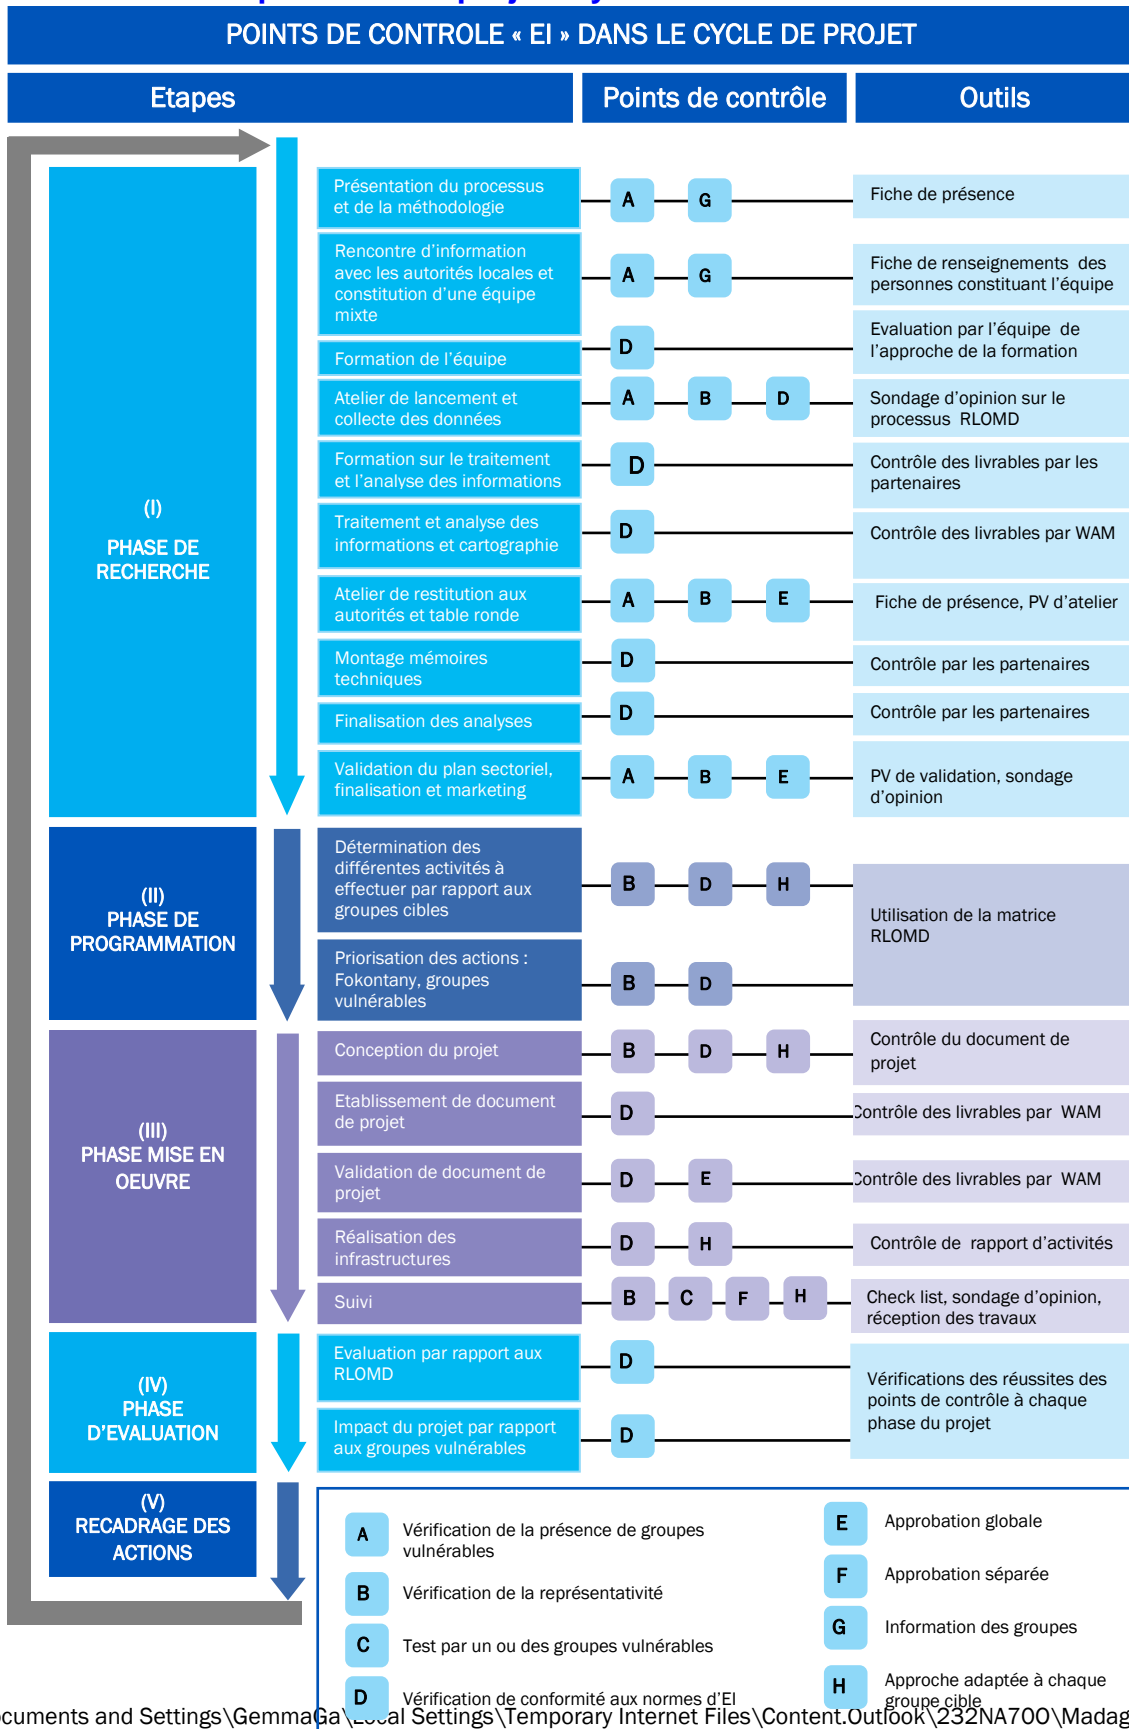 POINTS DE CONTROLE « EI » DANS LE CYCLE DE PROJET
Etapes
Points de contrôle
Outils
(I)
PHASE DE
RECHERCHE
Présentation du processus
et de la méthodologie
A G
Fiche de présence
Rencontre d’information
avec les autorités locales et
constitution d’une équipe
mixte
A G
Fiche de renseignements des
personnes constituant l’équipe
Formation de l’équipe
D
Evaluation par l’équipe de
l’approche de la formation
Atelier de lancement et
collecte des données
A B D
Sondage d’opinion sur le
processus RLOMD
Formation sur le traitement
et l’analyse des informations
D
Contrôle des livrables par les
partenaires
Traitement et analyse des
informations et cartographie
D
Contrôle des livrables par WAM
Atelier de restitution aux
autorités et table ronde
A B E
Fiche de présence, PV d’atelier
Montage mémoires
techniques
D
Contrôle par les partenaires
Finalisation des analyses
D
Contrôle par les partenaires
Validation du plan sectoriel,
finalisation et marketing
A B E
PV de validation, sondage
d’opinion
(II)
PHASE DE
PROGRAMMATION
Détermination des
différentes activités à
effectuer par rapport aux
groupes cibles
B D H
Utilisation de la matrice
RLOMD
Priorisation des actions :
Fokontany, groupes
vulnérables
B D
(III)
PHASE MISE EN
OEUVRE
Conception du projet
B D H
Contrôle du document de
projet
Etablissement de document
de projet
D
Contrôle des livrables par WAM
Validation de document de
projet
D E
Contrôle des livrables par WAM
Réalisation des
infrastructures
D H
Contrôle de rapport d’activités
Suivi
B C F H
Check list, sondage d’opinion,
réception des travaux
(IV)
PHASE
D’EVALUATION
Evaluation par rapport aux
RLOMD
D
Vérifications des réussites des
points de contrôle à chaque
phase du projet
Impact du projet par rapport
aux groupes vulnérables
D
(V)
RECADRAGE DES
ACTIONS
A Vérification de la présence de groupes
vulnérables
B Vérification de la représentativité
C Test par un ou des groupes vulnérables
D Vérification de conformité aux normes d’EI
E Approbation globale
F Approbation séparée
G Information des groupes
H Approche adaptée à chaque
groupe cible
ocuments and Settings\GemmaGa\Local Settings\Temporary Internet Files\Content.Outlook\232NA7OO\Madag